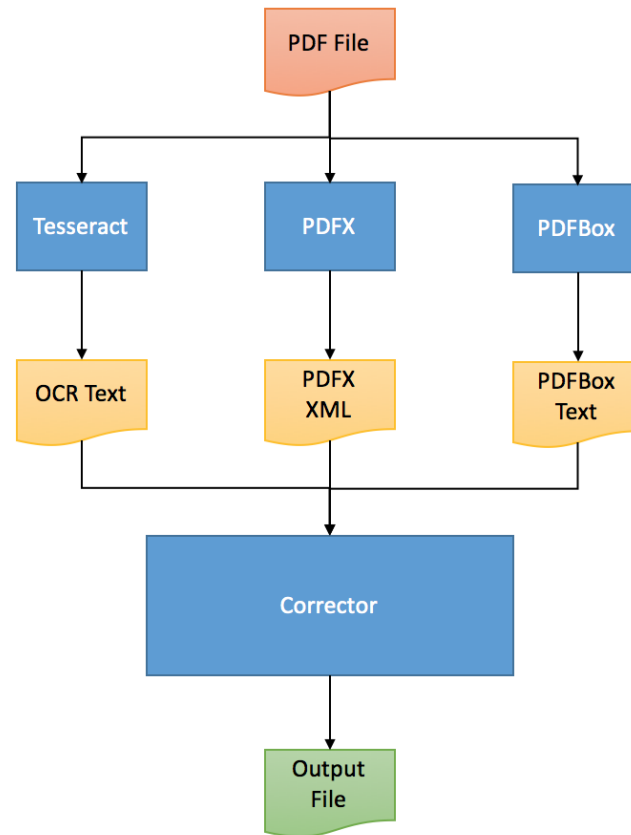 PDF File
Tesseract
PDFX
PDFBox
OCR Text
PDFX
XML
PDFBox
Text
Corrector
Output
File